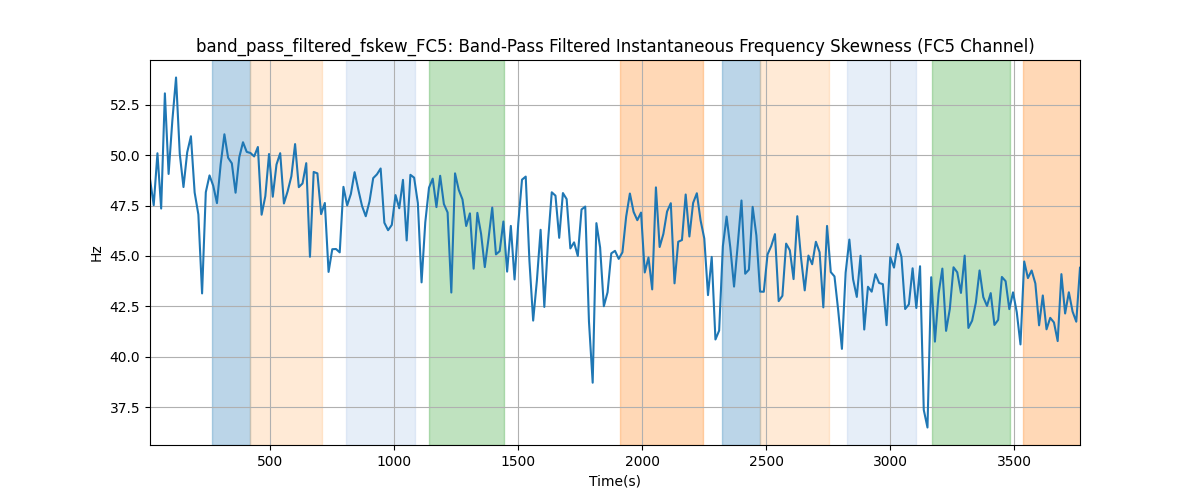 band_pass_filtered_fskew_FC5: Band-Pass Filtered Instantaneous Frequency Skewness (FC5 Channel)
52.5
50.0
47.5
45.0
42.5
40.0
37.5
Hz
500 1000 1500 2000 2500 3000 3500
Time(s)